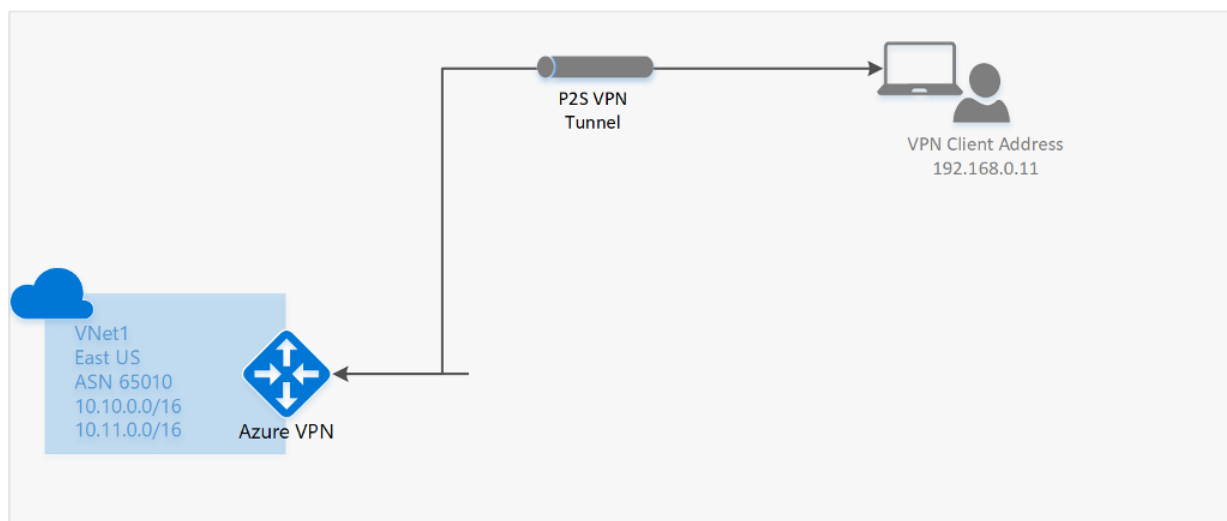 P2S VPN
Tunnel
VPN Client Address
192.168.0.11
VNet1
East US
ASN 65010
10.10.0.0/16
10.11.0.0/16
Azure VPN